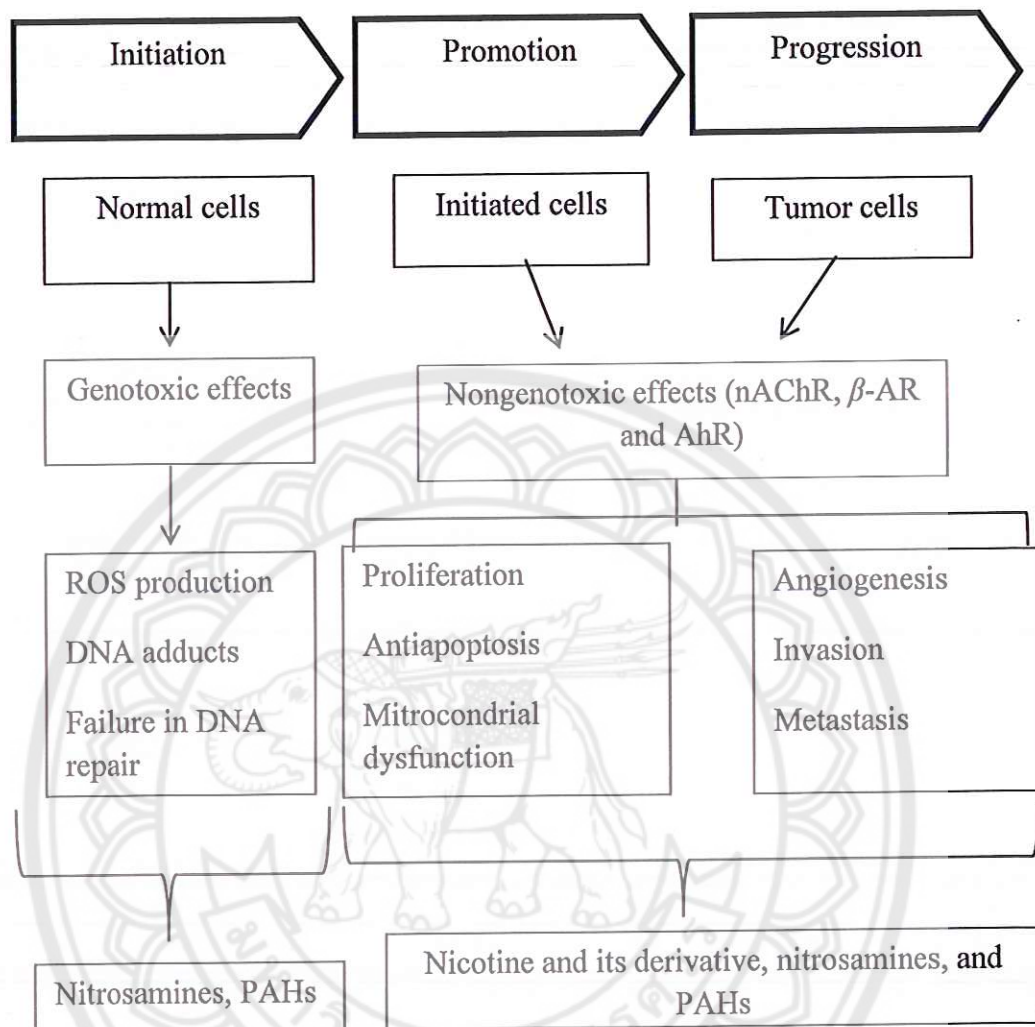 Initiation
Promotion
Progression
Normal cells
Initiated cells
Tumor cells
Genotoxic effects
Nongenotoxic effects (nAChR, β-AR
and AhR)
ROS production
DNA adducts
Failure in DNA
repair
Proliferation
Antiapoptosis
Mitrocondrial
dysfunction
Angiogenesis
Invasion
Metastasis
Nitrosamines, PAHs
Nicotine and its derivative, nitrosamines, and
PAHs